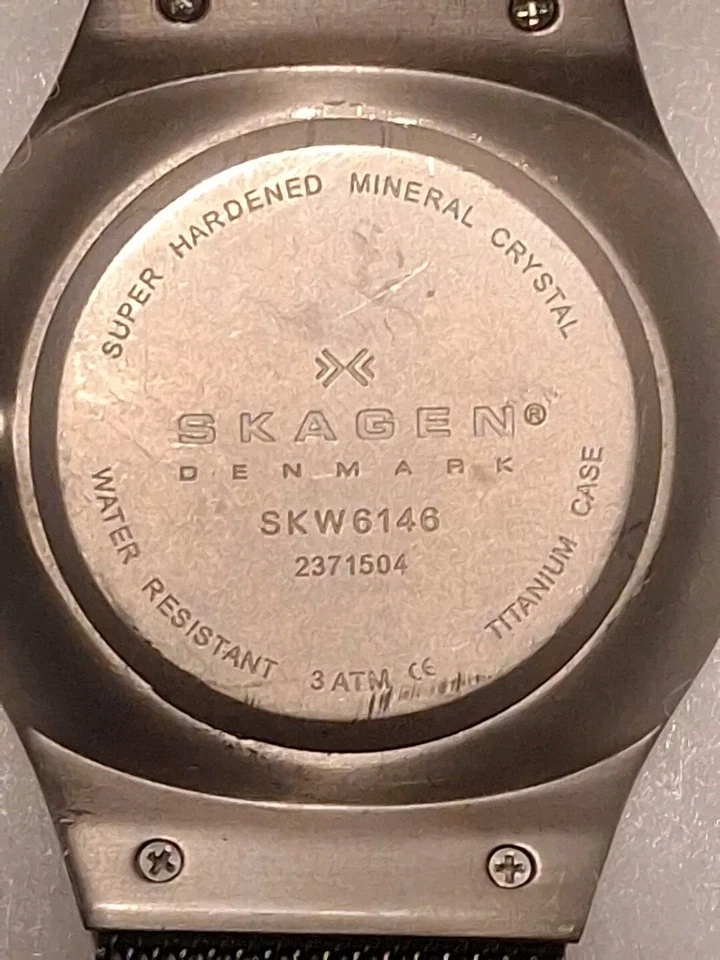 SUPER HARDENED MINERAL CRYSTAL
SKAGEN®
DENMARK
SKW6146
2371504
WATER RESISTANT 3 ATM CE TITANIUM CASE